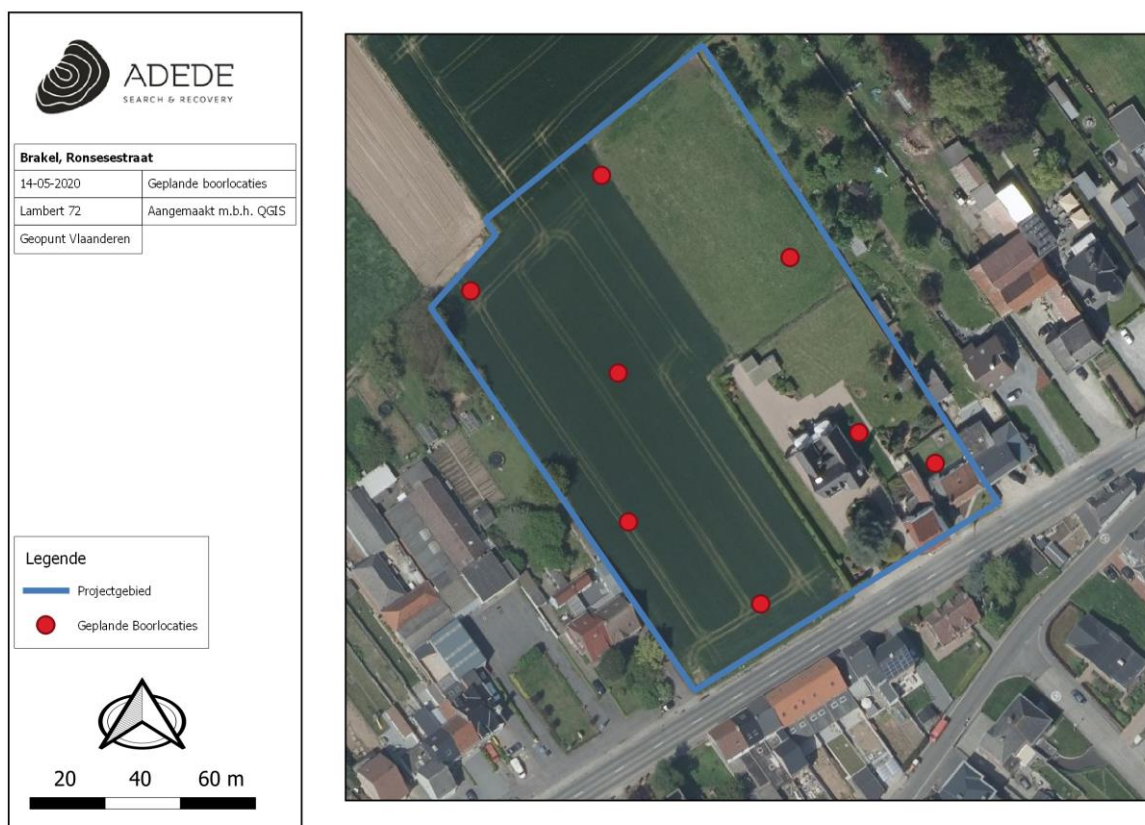 ADEDE
SEARCH & RECOVERY
Brakel, Ronsesestraat
14-05-2020 Geplande boorlocaties
Lambert 72 Aangemaakt m.b.h. QGIS
Geopunt Vlaanderen
Legende
Projectgebied
Geplande Boorlocaties
20 40 60 m